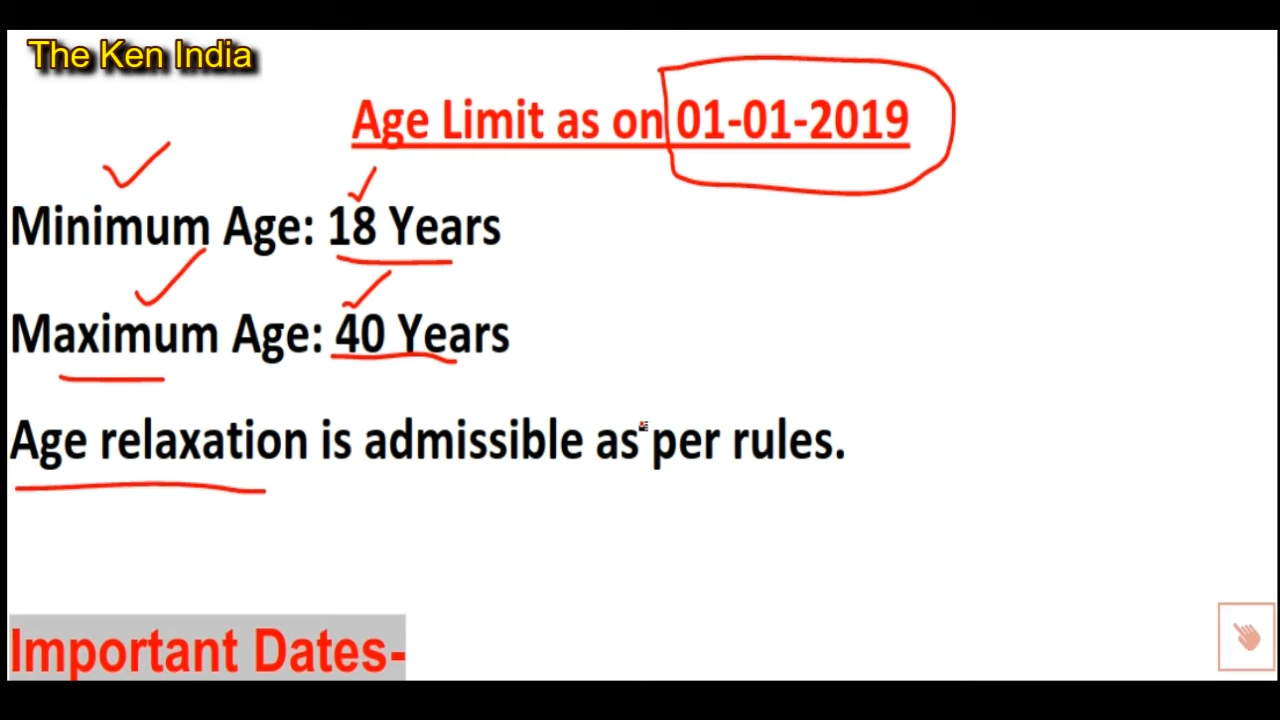 The Ken India
Age Limit as on 01-01-2019
Minimum Age: 18 Years
Maximum Age: 40 Years
Age relaxation is admissible as per rules.
Important Dates-